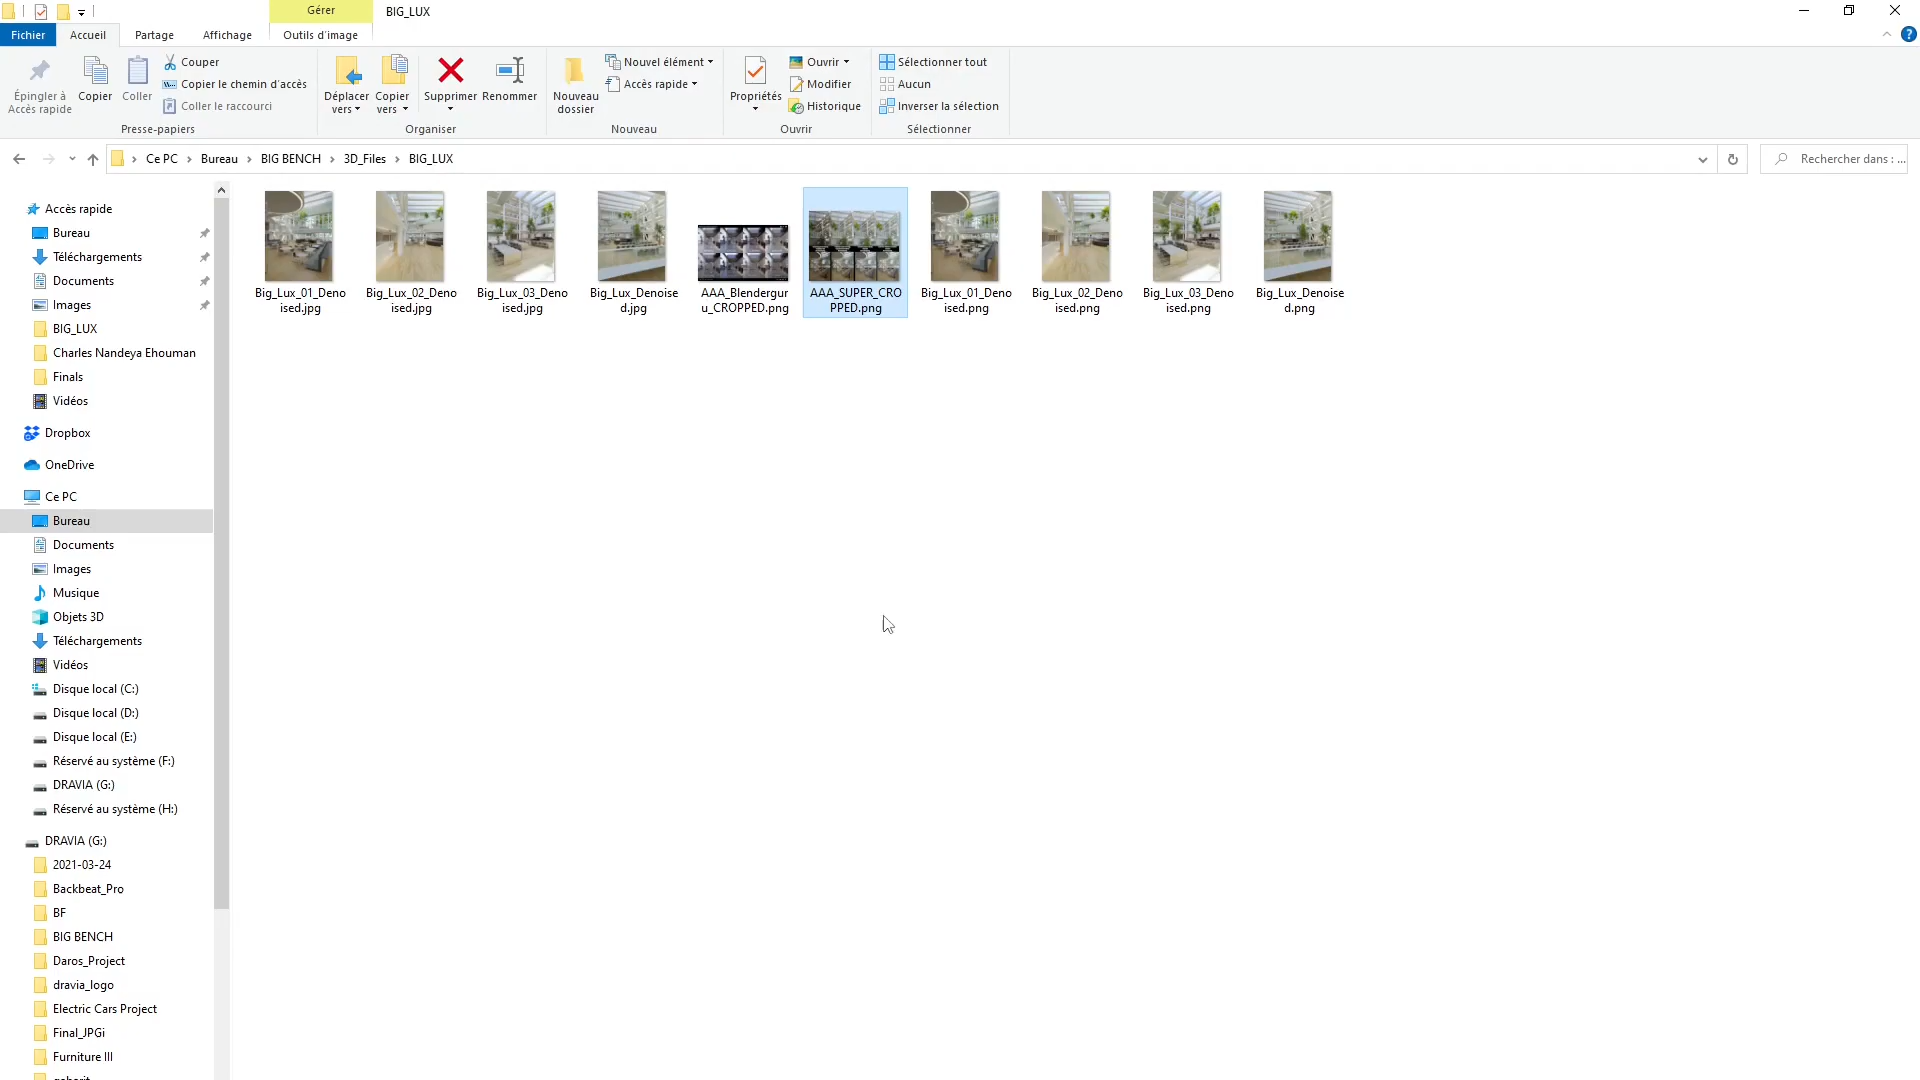 Gérer
BIG_LUX
Fichier
Accueil
Partage
Affichage
Outils d'image
Épingler à
Accès rapide
Copier
Coller
Couper
Copier le chemin d'accès
Coller le raccourci
Presse-papiers
Déplacer
vers
Copier
vers
Supprimer
Renommer
Organiser
Nouveau
dossier
Nouvel élément
Accès rapide
Nouveau
Propriétés
Ouvrir
Modifier
Historique
Ouvrir
Sélectionner tout
Aucun
Inverser la sélection
Sélectionner
Ce PC
Bureau
BIG BENCH
3D_Files
BIG_LUX
Rechercher dans : ...
Accès rapide
Bureau
Téléchargements
Documents
Images
BIG_LUX
Charles Nandeya Ehouman
Finals
Vidéos
Dropbox
OneDrive
Ce PC
Bureau
Documents
Images
Musique
Objets 3D
Téléchargements
Vidéos
Disque local (C:)
Disque local (D:)
Disque local (E:)
Réservé au système (F:)
DRAVIA (G:)
Réservé au système (H:)
DRAVIA (G:)
2021-03-24
Backbeat_Pro
BF
BIG BENCH
Daros_Project
dravia_logo
Electric Cars Project
Final_JPGi
Furniture III
Big_Lux_01_Deno
ised.jpg
Big_Lux_02_Deno
ised.jpg
Big_Lux_03_Deno
ised.jpg
Big_Lux_Denoise
d.jpg
AAA_Blendergur
u_CROPPED.png
AAA_SUPER_CRO
PPED.png
Big_Lux_01_Deno
ised.png
Big_Lux_02_Deno
ised.png
Big_Lux_03_Deno
ised.png
Big_Lux_Denoise
d.png